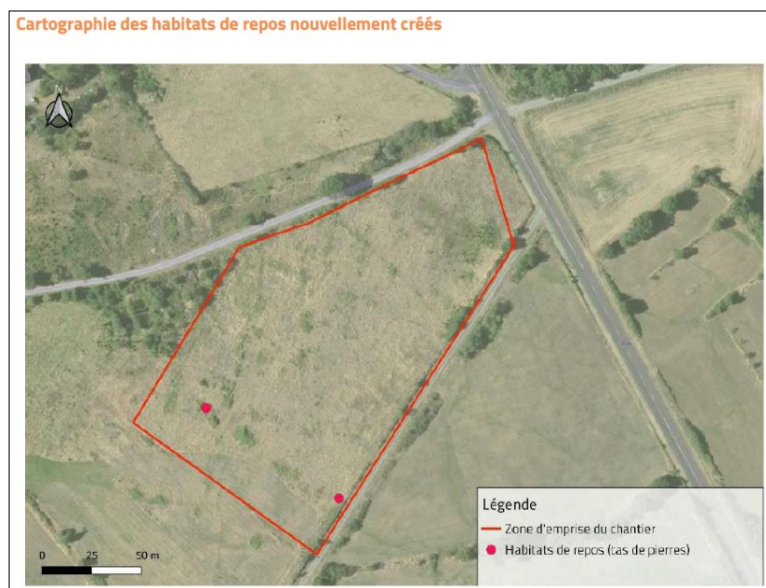 Cartographie des habitats de repos nouvellement créés
N
Légende
Zone d'emprise du chantier
Habitats de repos (tas de pierres)
0 25 50 m